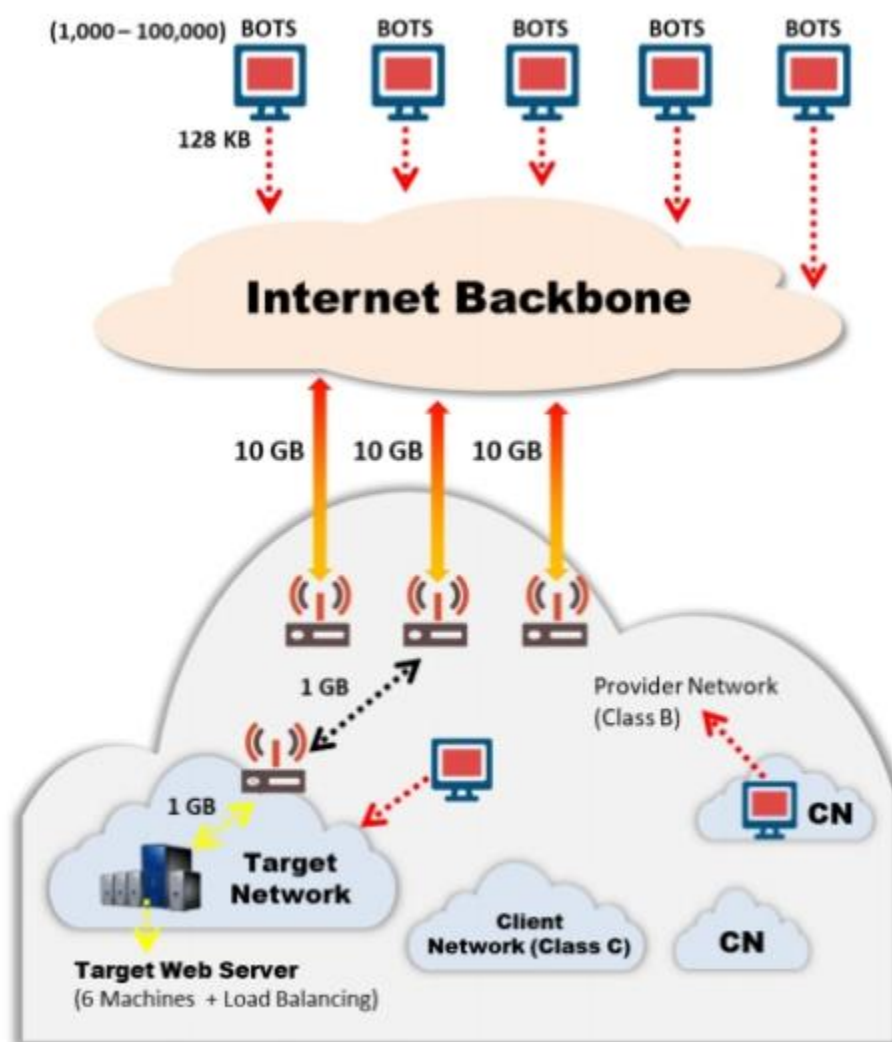 (1,000 – 100,000) BOTS BOTS BOTS BOTS BOTS
128 KB
Internet Backbone
10 GB 10 GB 10 GB
1 GB
Provider Network
(Class B)
1 GB
CN
Target
Network
Client
Network (Class C)
CN
Target Web Server
(6 Machines + Load Balancing)